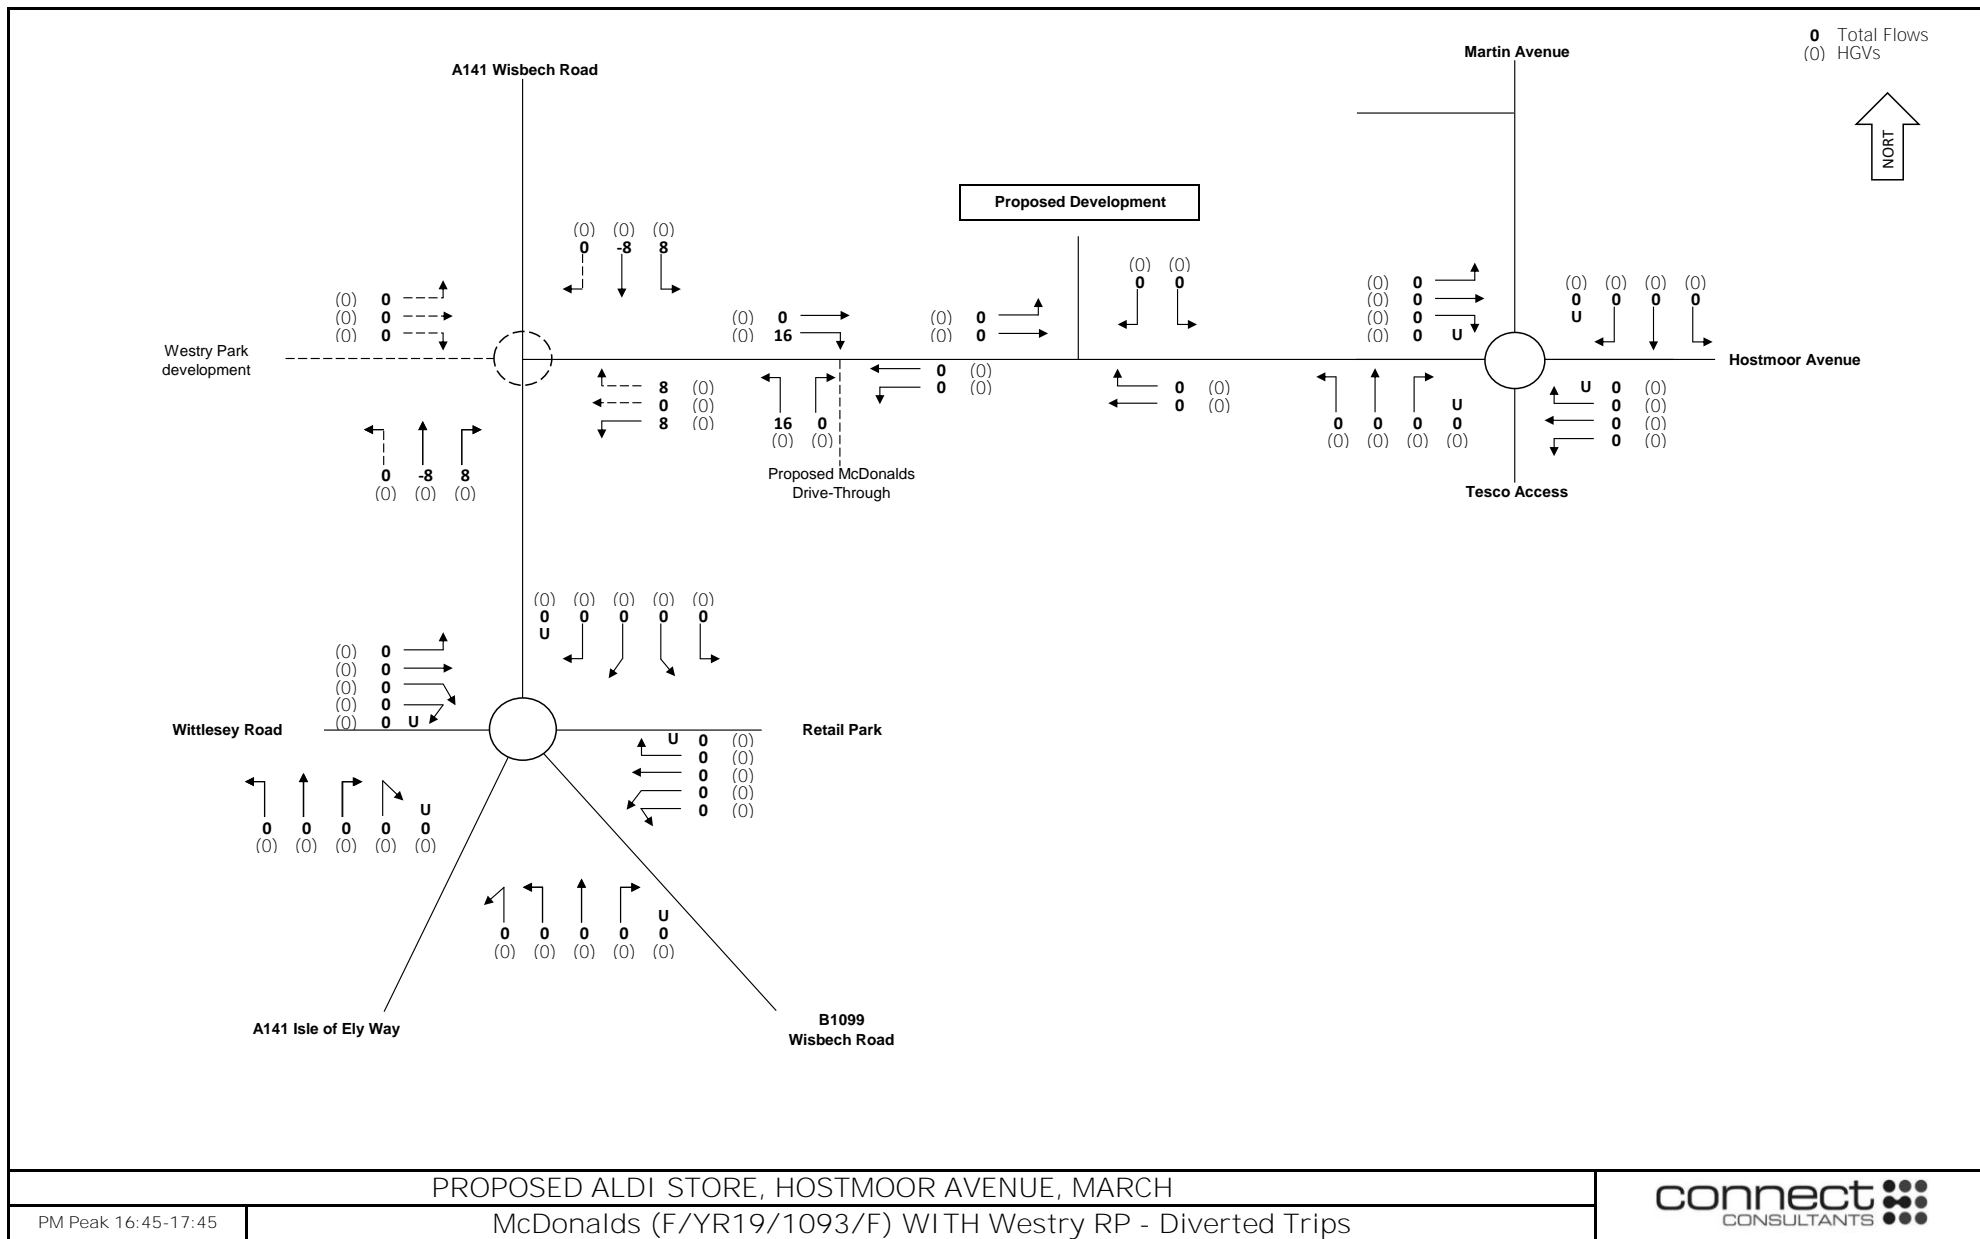 0 Total Flows
(0) HGVs
NORT
A141 Wisbech Road
Martin Avenue
Proposed Development
(0) (0) (0)
0 -8 8
(0) (0)
0 0
(0) 0
(0) 0
(0) 0
(0) 0
(0) 16
(0) 0
(0) 0
(0) 0
(0) 0
(0) 0
(0) 0 U
(0) (0) (0) (0)
0 0 0 0
U
Westry Park
development
Hostmoor Avenue
8 (0)
0 (0)
8 (0)
16 0
(0) (0)
0 (0)
0 (0)
0 (0)
0 (0)
U
0 0 0 0
(0) (0) (0) (0)
U 0 (0)
0 (0)
0 (0)
0 (0)
0 -8 8
(0) (0) (0)
Proposed McDonalds
Drive-Through
Tesco Access
(0) (0) (0) (0) (0)
0 0 0 0 0
U
(0) 0
(0) 0
(0) 0
(0) 0
(0) 0 U
Wittlesey Road
Retail Park
U 0 (0)
0 (0)
0 (0)
0 (0)
0 (0)
U
0 0 0 0 0
(0) (0) (0) (0) (0)
U
0 0 0 0 0
(0) (0) (0) (0) (0)
A141 Isle of Ely Way
B1099
Wisbech Road
PROPOSED ALDI STORE, HOSTMOOR AVENUE, MARCH
PM Peak 16:45-17:45
McDonalds (F/YR19/1093/F) WITH Westry RP - Diverted Trips
connect
CONSULTANTS